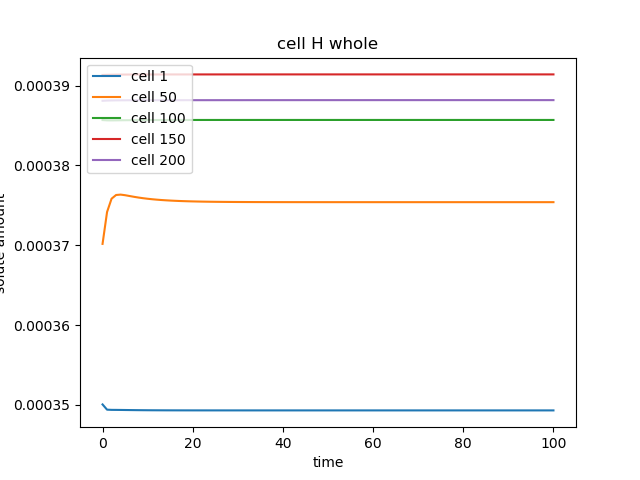 cell H whole
0.00039
0.00038
0.00037
0.00036
0.00035
solute amount
cell 1
cell 50
cell 100
cell 150
cell 200
0
20
40
60
80
100
time